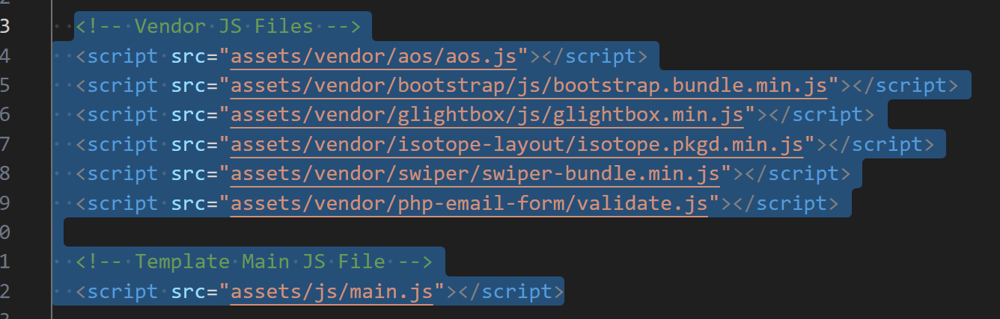 3 <!-- Vendor JS Files -->
4 <script src="assets/vendor/aos/aos.js"></script>
5 <script src="assets/vendor/bootstrap/js/bootstrap.bundle.min.js"></script>
6 <script src="assets/vendor/glightbox/js/glightbox.min.js"></script>
7 <script src="assets/vendor/isotope-layout/isotope.pkgd.min.js"></script>
8 <script src="assets/vendor/swiper/swiper-bundle.min.js"></script>
9 <script src="assets/vendor/php-email-form/validate.js"></script>
0
1 <!-- Template Main JS File -->
2 <script src="assets/js/main.js"></script>